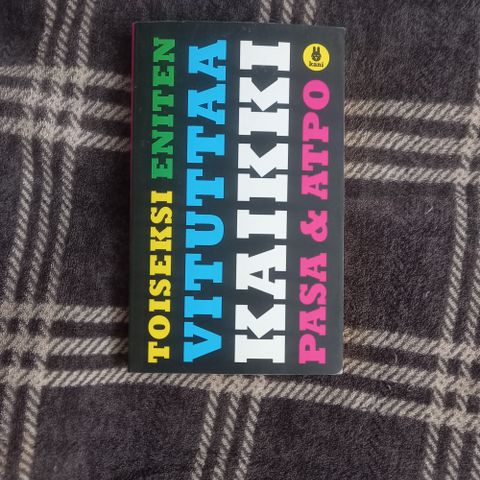 TOISEKSI ENITEN
VITUTTAA
KAIKKI
PASA & ATPO
kani